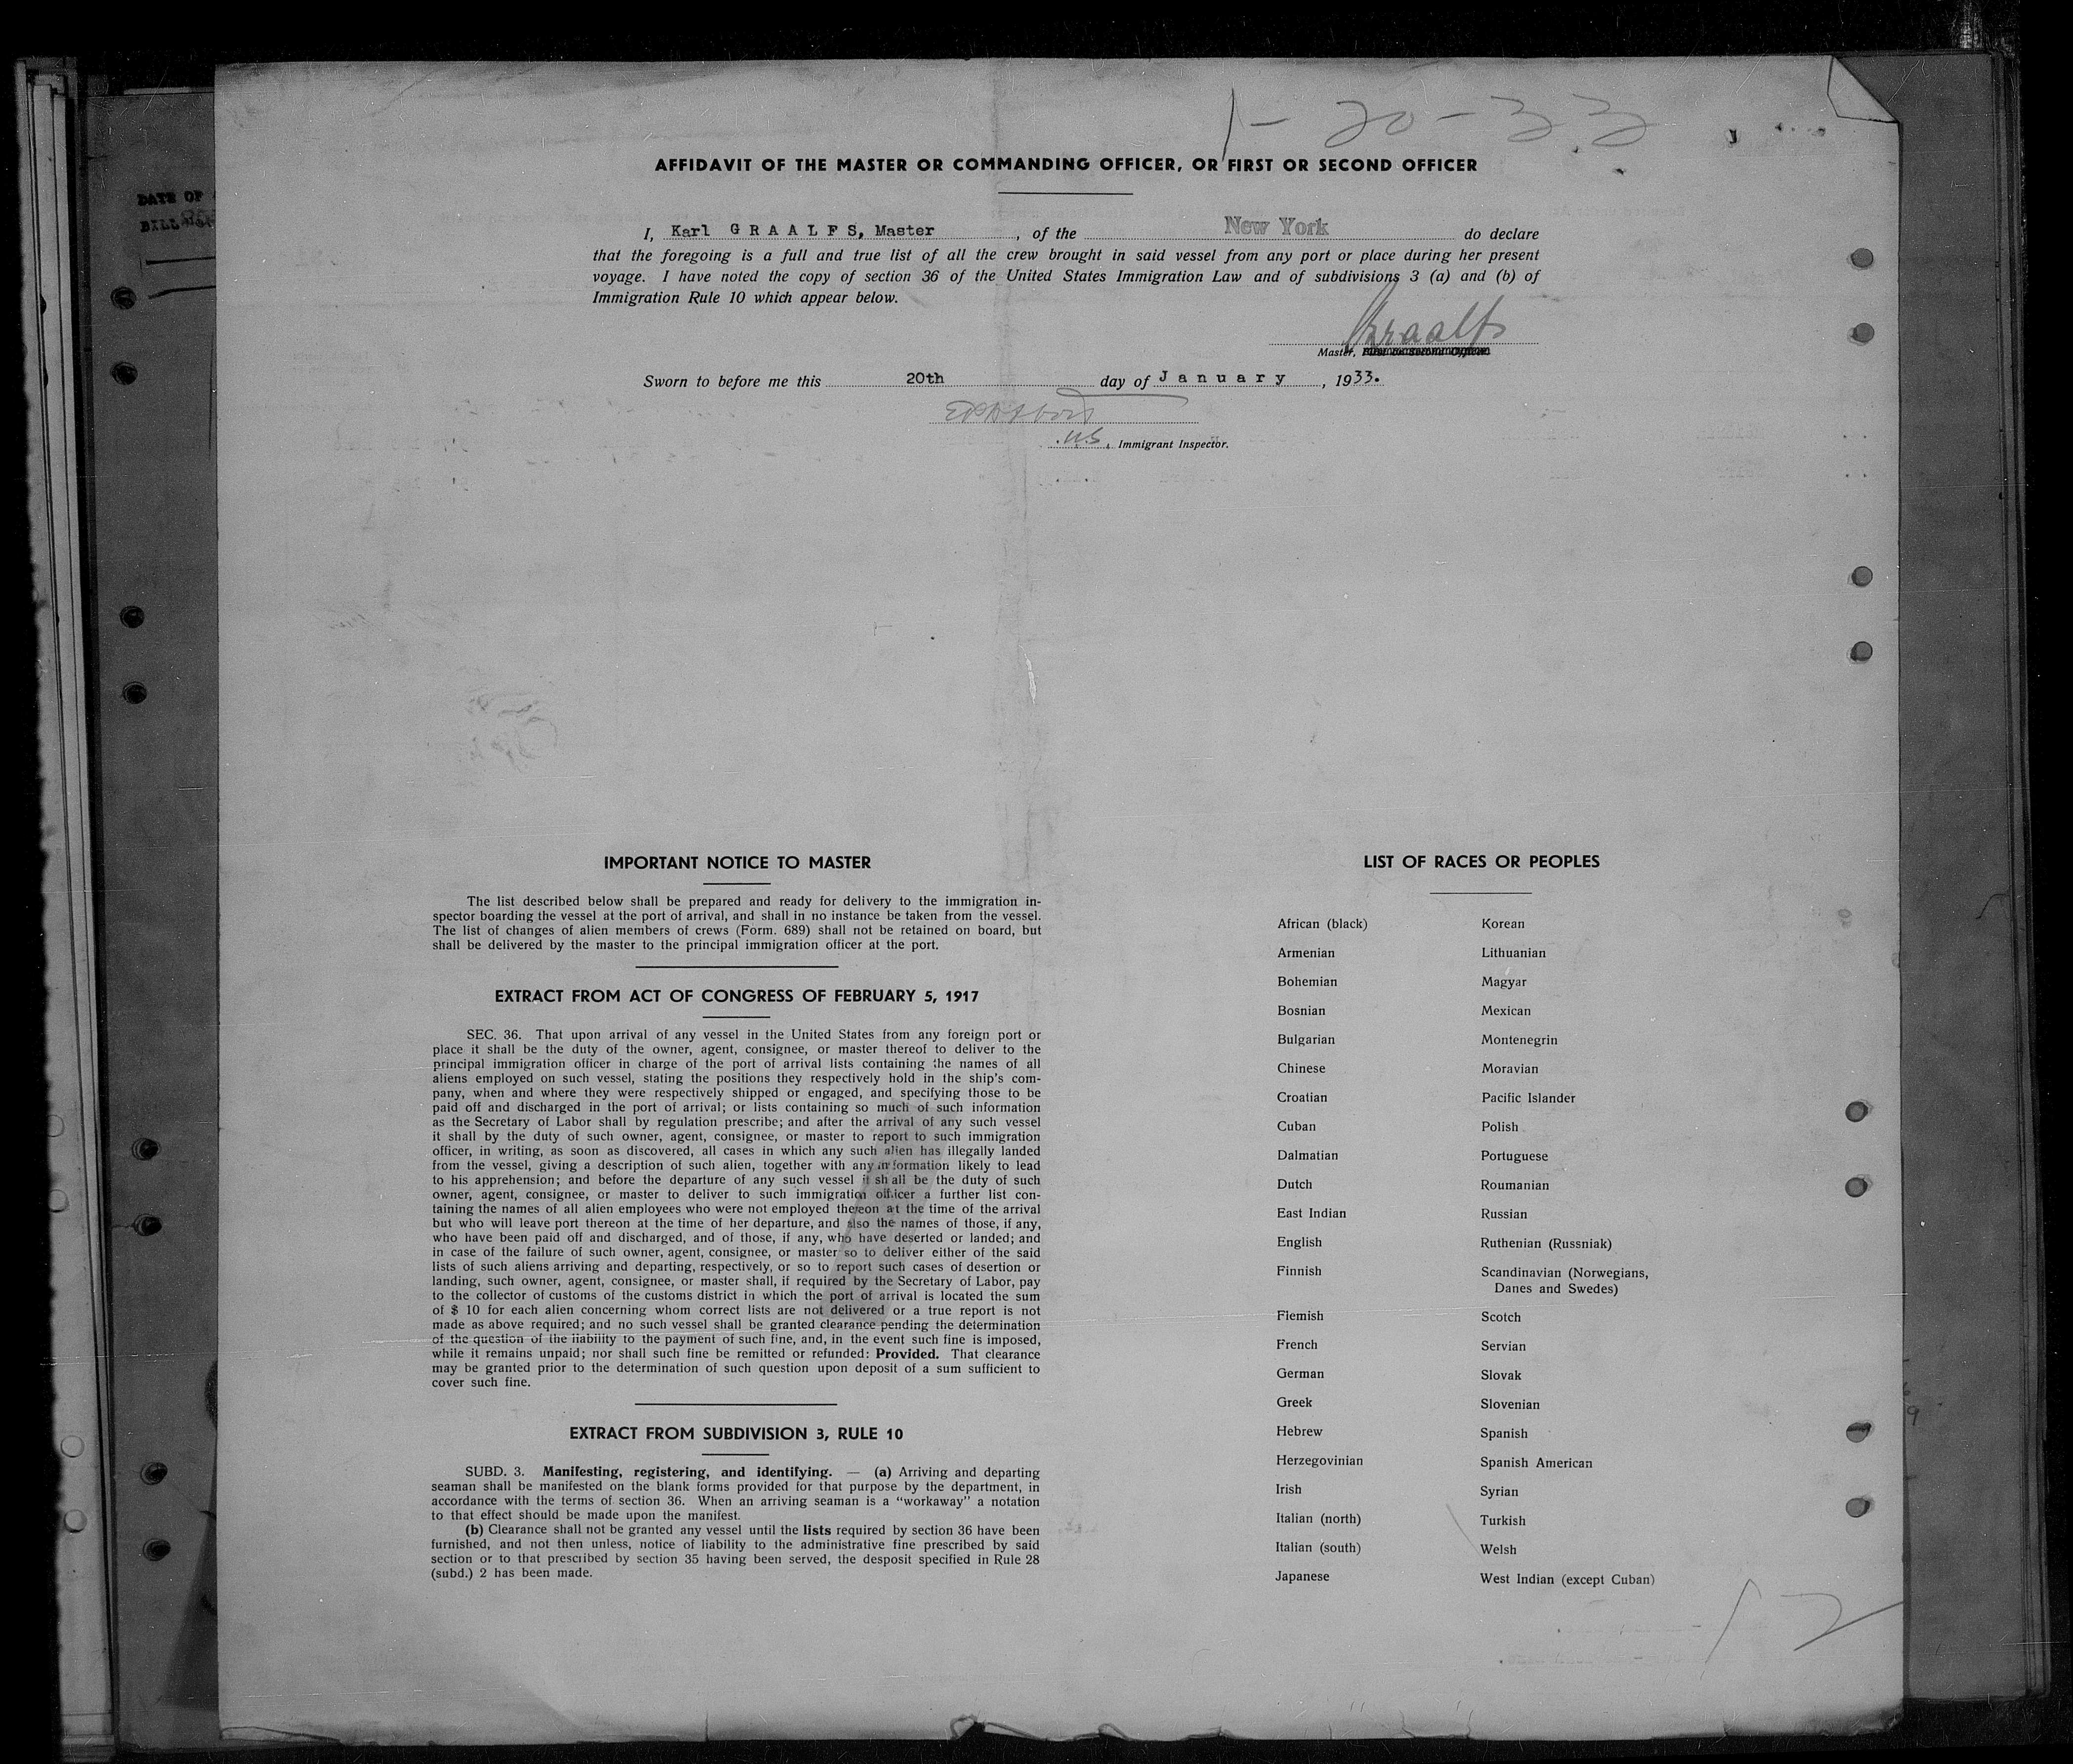 1-20-33
DATE OF
AFFIDAVIT OF THE MASTER OR COMMANDING OFFICER, OR FIRST OR SECOND OFFICER
I, Karl GRAALFS, Master, of the New York do declare
that the foregoing is a full and true list of all the crew brought in said vessel from any port or place during her present
voyage. I have noted the copy of section 36 of the United States Immigration Law and of subdivisions 3 (a) and (b) of
Immigration Rule 10 which appear below.
Graalfs
Master,
Sworn to before me this 20th day of January, 1933.
U.S. Immigrant Inspector.
IMPORTANT NOTICE TO MASTER
The list described below shall be prepared and ready for delivery to the immigration in-
spector boarding the vessel at the port of arrival, and shall in no instance be taken from the vessel.
The list of changes of alien members of crews (Form. 689) shall not be retained on board, but
shall be delivered by the master to the principal immigration officer at the port.
EXTRACT FROM ACT OF CONGRESS OF FEBRUARY 5, 1917
SEC. 36. That upon arrival of any vessel in the United States from any foreign port or
place it shall be the duty of the owner, agent, consignee, or master thereof to deliver to the
principal immigration officer in charge of the port of arrival lists containing the names of all
aliens employed on such vessel, stating the positions they respectively hold in the ship's com-
pany, when and where they were respectively shipped or engaged, and specifying those to be
paid off and discharged in the port of arrival; or lists containing so much of such information
as the Secretary of Labor shall by regulation prescribe; and after the arrival of any such vessel
it shall by the duty of such owner, agent, consignee, or master to report to such immigration
officer, in writing, as soon as discovered, all cases in which any such alien has illegally landed
from the vessel, giving a description of such alien, together with any information likely to lead
to his apprehension; and before the departure of any such vessel it shall be the duty of such
owner, agent, consignee, or master to deliver to such immigration officer a further list con-
taining the names of all alien employees who were not employed thereon at the time of the arrival
but who will leave port thereon at the time of her departure, and also the names of those, if any,
who have been paid off and discharged, and of those, if any, who have deserted or landed; and
in case of the failure of such owner, agent, consignee, or master so to deliver either of the said
lists of such aliens arriving and departing, respectively, or so to report such cases of desertion or
landing, such owner, agent, consignee, or master shall, if required by the Secretary of Labor, pay
to the collector of customs of the customs district in which the port of arrival is located the sum
of $ 10 for each alien concerning whom correct lists are not delivered or a true report is not
made as above required; and no such vessel shall be granted clearance pending the determination
of the question of the liability to the payment of such fine, and, in the event such fine is imposed,
while it remains unpaid; nor shall such fine be remitted or refunded: Provided. That clearance
may be granted prior to the determination of such question upon deposit of a sum sufficient to
cover such fine.
EXTRACT FROM SUBDIVISION 3, RULE 10
SUBD. 3. Manifesting, registering, and identifying. — (a) Arriving and departing
seaman shall be manifested on the blank forms provided for that purpose by the department, in
accordance with the terms of section 36. When an arriving seaman is a "workaway" a notation
to that effect should be made upon the manifest.
(b) Clearance shall not be granted any vessel until the lists required by section 36 have been
furnished, and not then unless, notice of liability to the administrative fine prescribed by said
section or to that prescribed by section 35 having been served, the desposit specified in Rule 28
(subd.) 2 has been made.
LIST OF RACES OR PEOPLES
African (black) Korean
Armenian Lithuanian
Bohemian Magyar
Bosnian Mexican
Bulgarian Montenegrin
Chinese Moravian
Croatian Pacific Islander
Cuban Polish
Dalmatian Portuguese
Dutch Roumanian
East Indian Russian
English Ruthenian (Russniak)
Finnish Scandinavian (Norwegians,
Danes and Swedes)
Flemish Scotch
French Servian
German Slovak
Greek Slovenian
Hebrew Spanish
Herzegovinian Spanish American
Irish Syrian
Italian (north) Turkish
Italian (south) Welsh
Japanese West Indian (except Cuban)